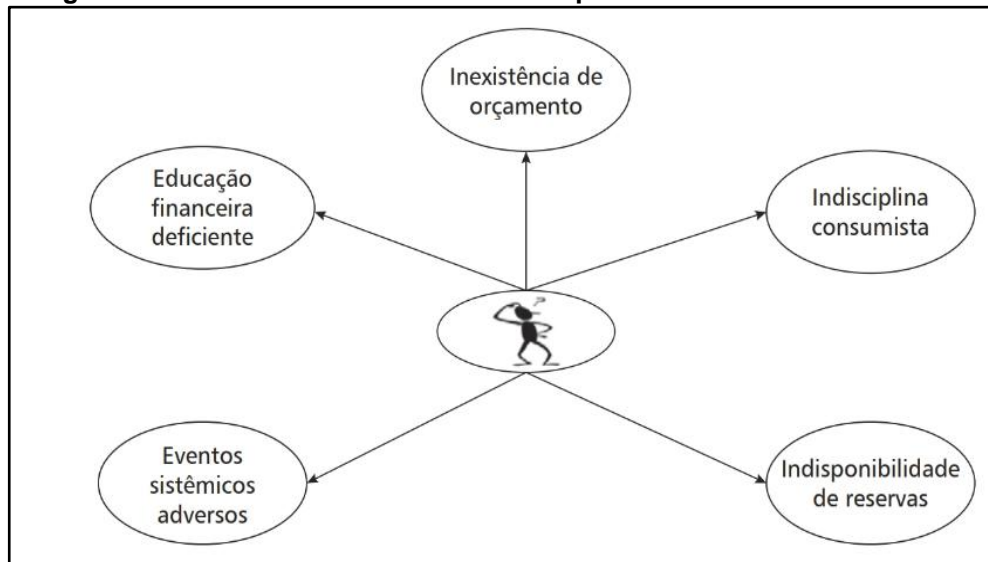 Inexistência de
orçamento
Educação
financeira
deficiente
Indisciplina
consumista
?
Eventos
sistêmicos
adversos
Indisponibilidade
de reservas